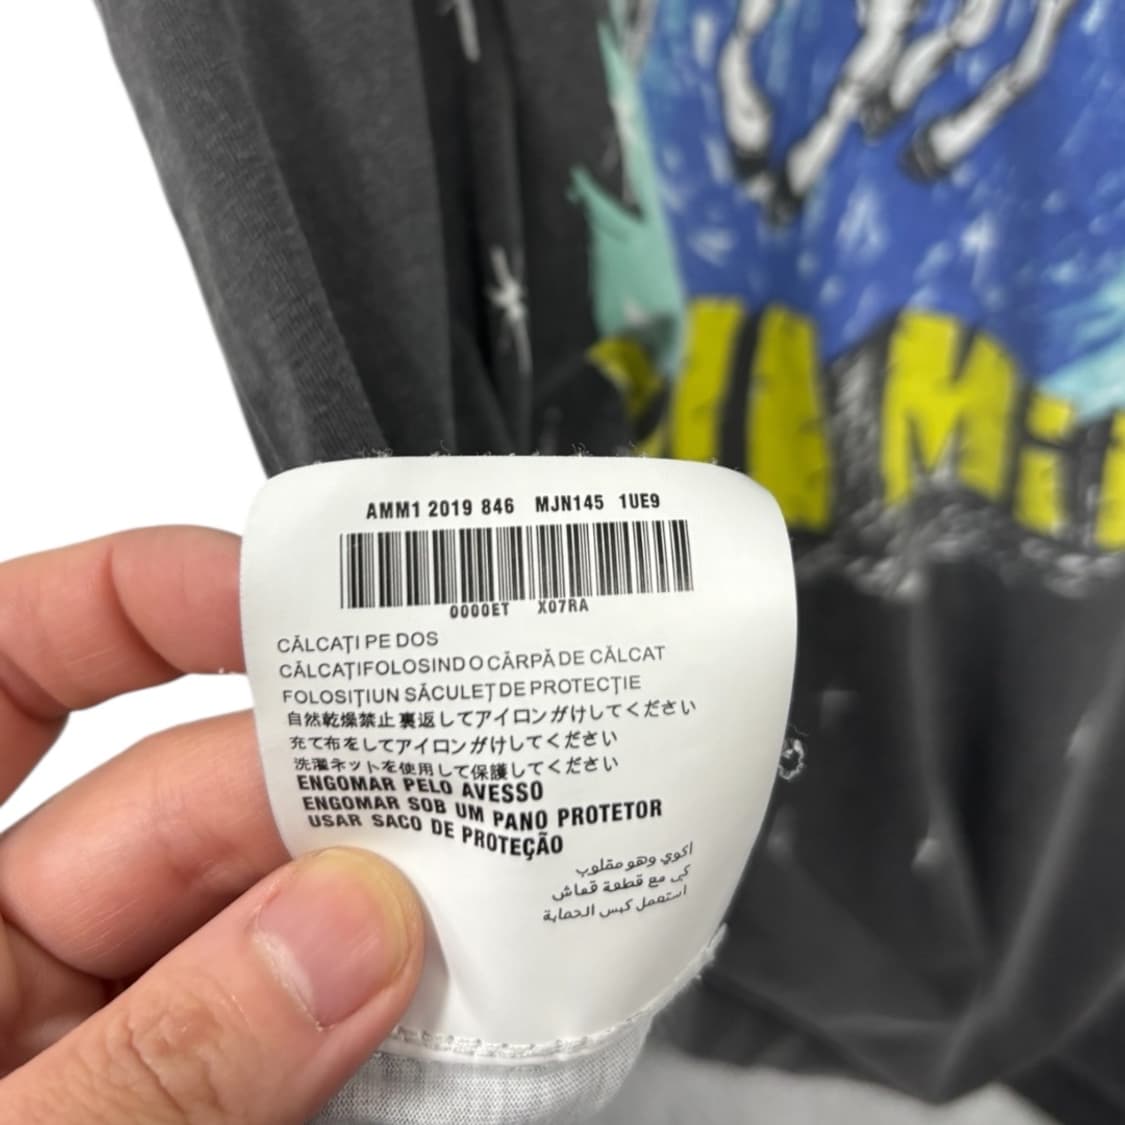 AMM1 2019 846 MJN145 1UE9
0000ET X07RA
CĂLCAȚI PE DOS
CĂLCAȚIFOLOSIND O CÂRPĂ DE CĂLCAT
FOLOSIȚIUN SĂCULEȚ DE PROTECȚIE
自然乾燥禁止 裏返してアイロンがけしてください
充て布をしてアイロンがけしてください
洗濯ネットを使用して保護してください
ENGOMAR PELO AVESSO
ENGOMAR SOB UM PANO PROTETOR
USAR SACO DE PROTEÇÃO
اكوي وهو مقلوب
كي مع قطعة قماش
استعمل كيس الحماية